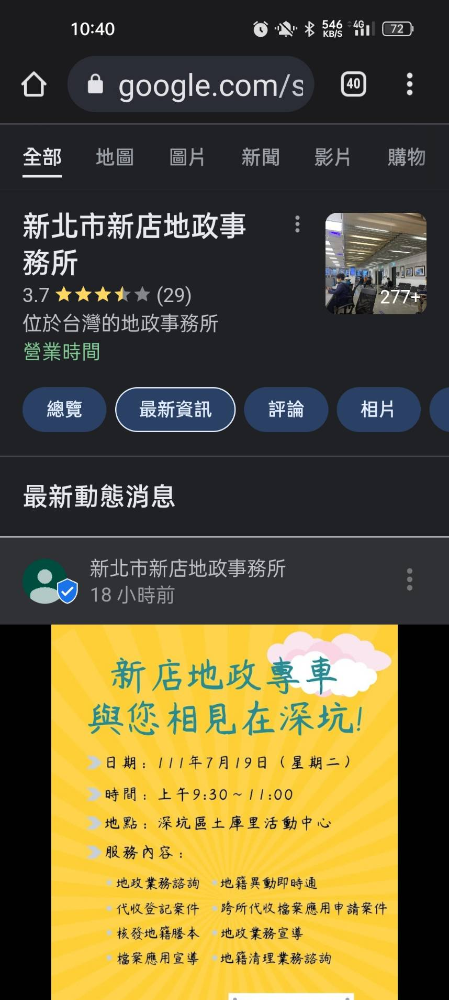 10:40
546
KB/S
4G
72
google.com/s
40
全部 地圖 圖片 新聞 影片 購物
新北市新店地政事
務所
3.7 (29)
位於台灣的地政事務所
營業時間
277+
總覽 最新資訊 評論 相片
最新動態消息
新北市新店地政事務所
18 小時前
新店地政專車
與您相見在深坑!
日期：111年7月19日（星期二）
時間：上午9:30~11:00
地點：深坑區土庫里活動中心
服務內容：
地政業務諮詢 地籍異動即時通
代收登記案件 跨所代收檔案應用申請案件
核發地籍謄本 地政業務宣導
檔案應用宣導 地籍清理業務諮詢